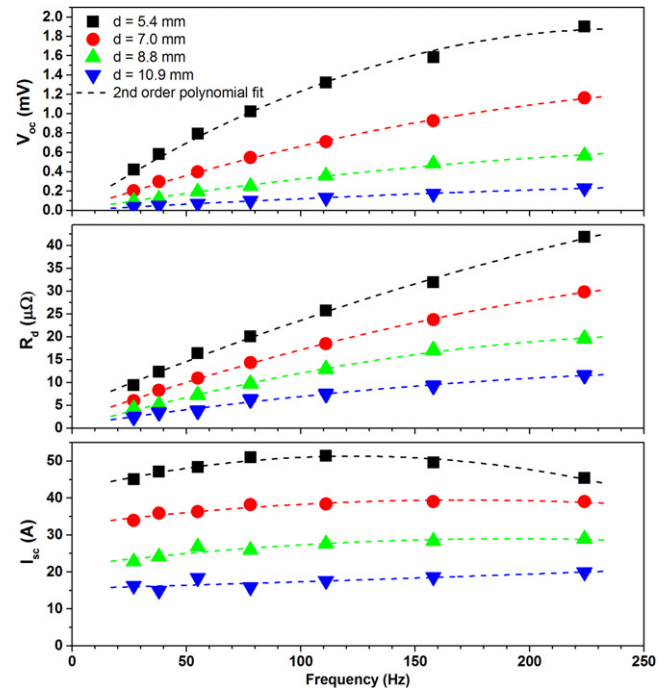 d = 5.4 mm
d = 7.0 mm
d = 8.8 mm
d = 10.9 mm
2nd order polynomial fit
V_oc (mV)
2.0
1.8
1.6
1.4
1.2
1.0
0.8
0.6
0.4
0.2
0.0
R_d (μΩ)
40
35
30
25
20
15
10
5
0
I_sc (A)
50
40
30
20
10
0
0 50 100 150 200 250
Frequency (Hz)